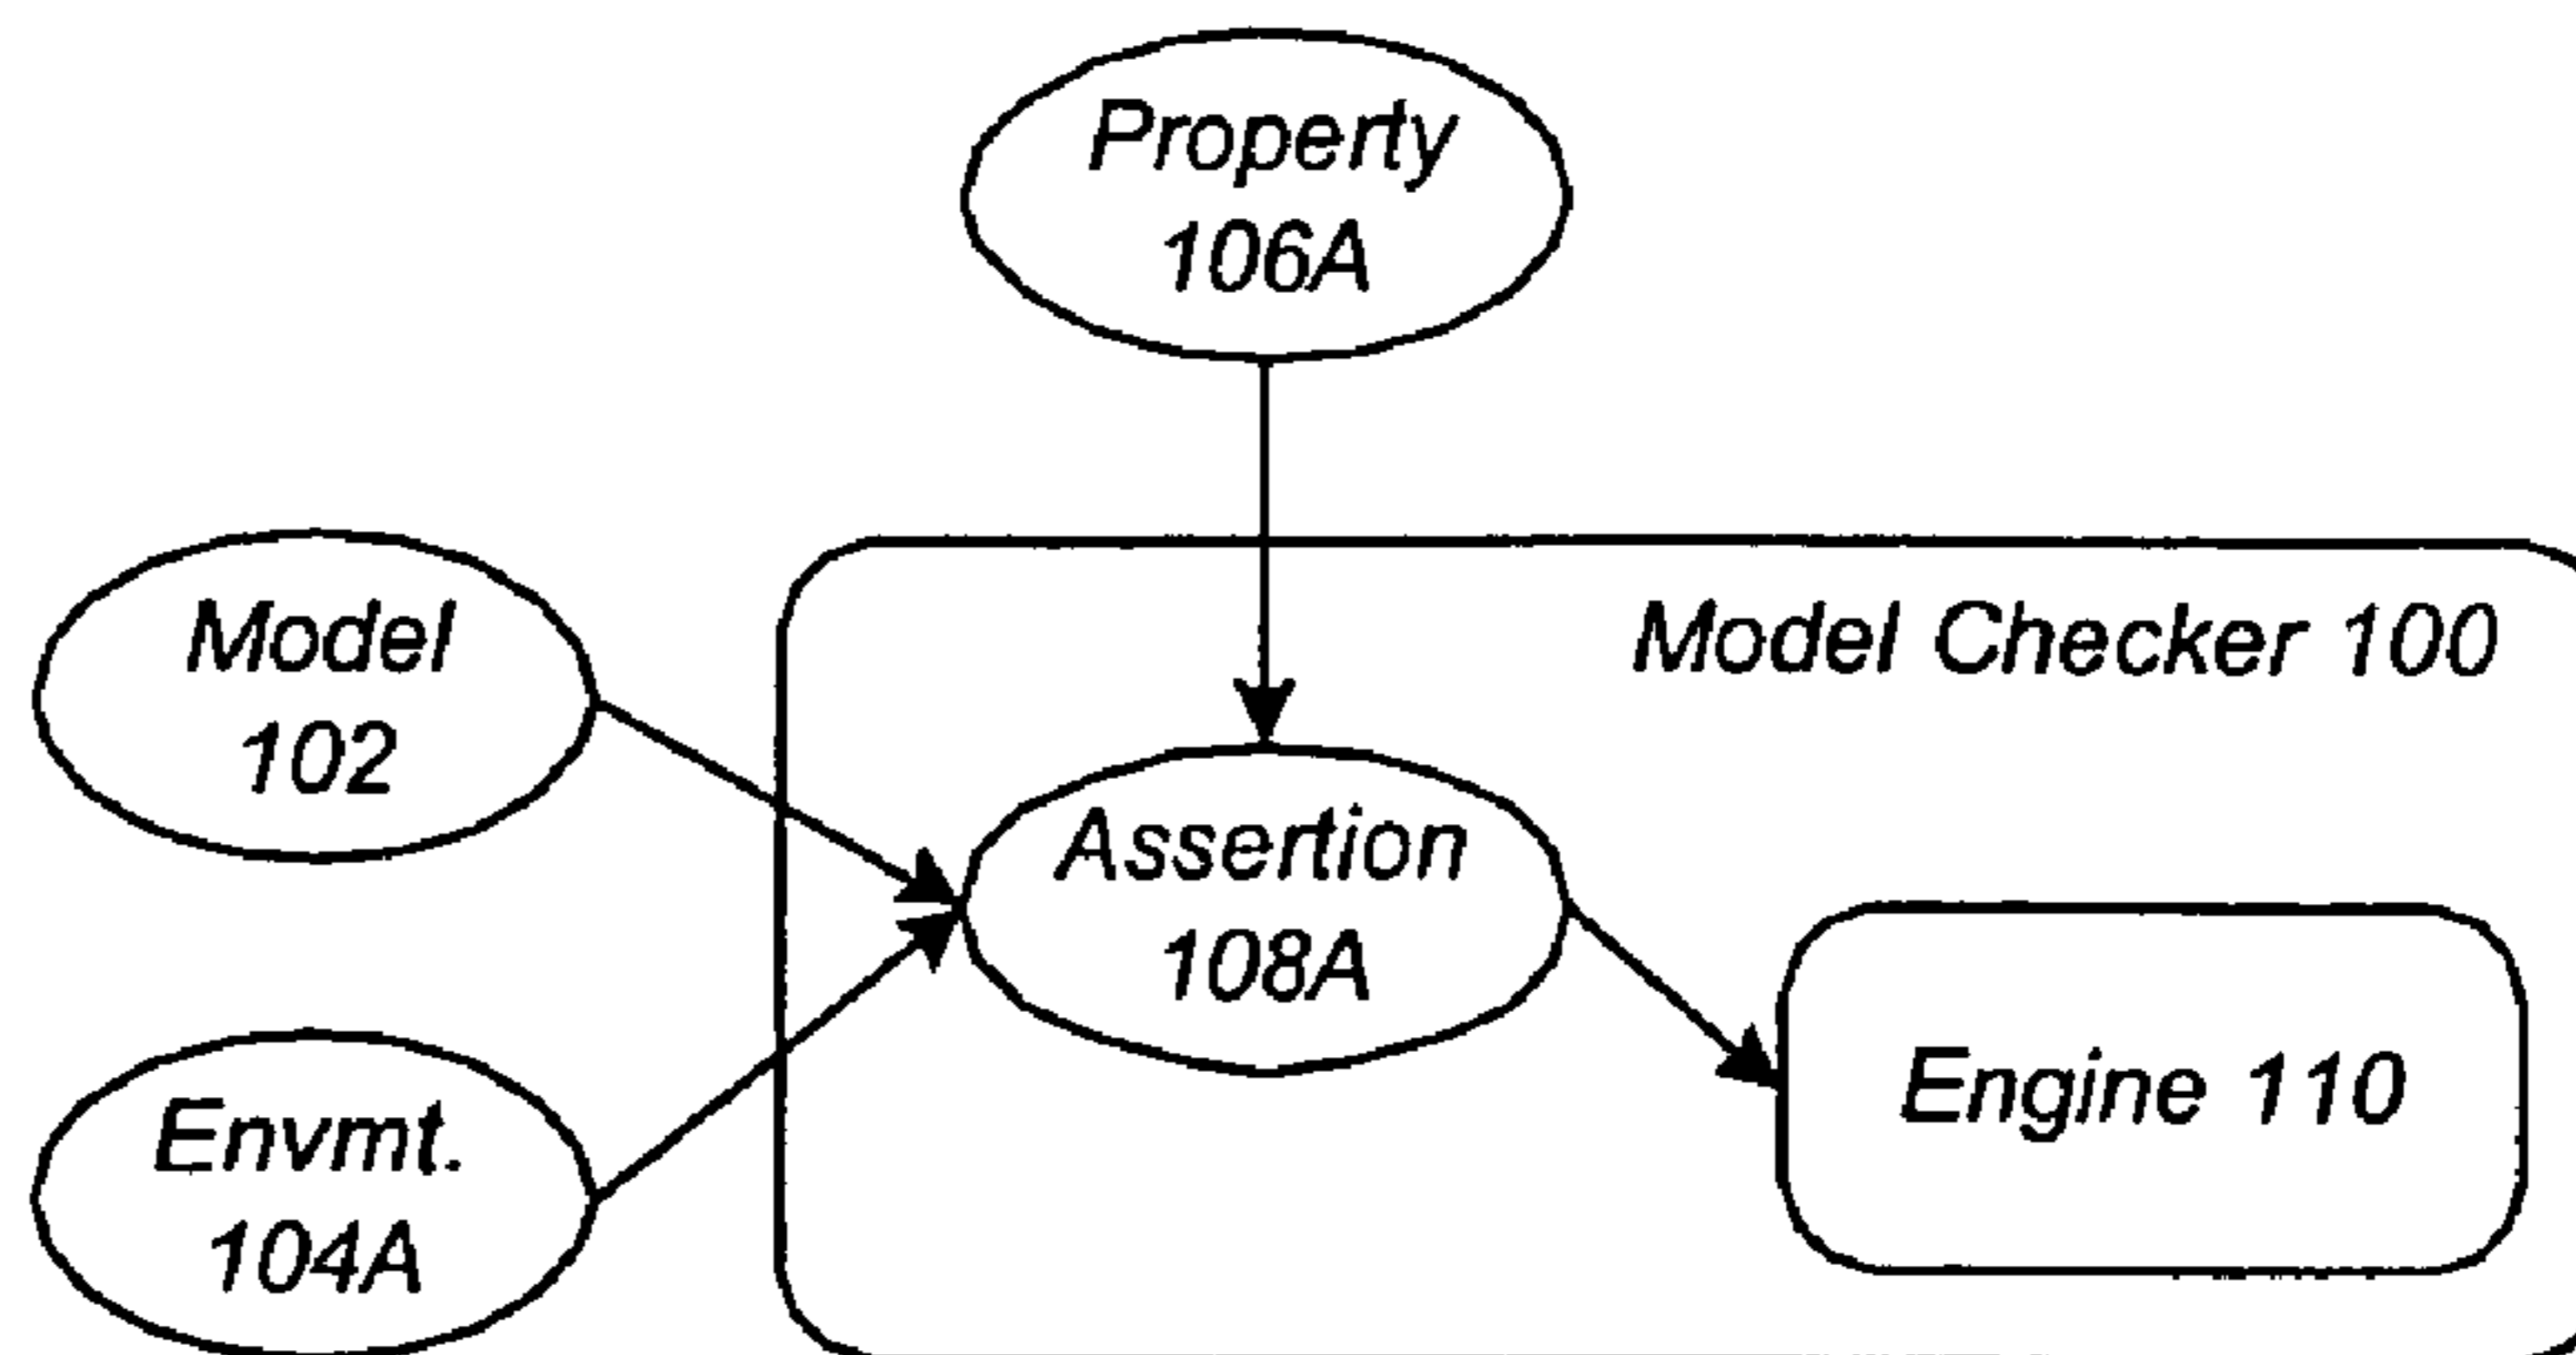 Property
106A
Model
102
Model Checker 100
Assertion
108A
Engine 110
Envmt.
104A